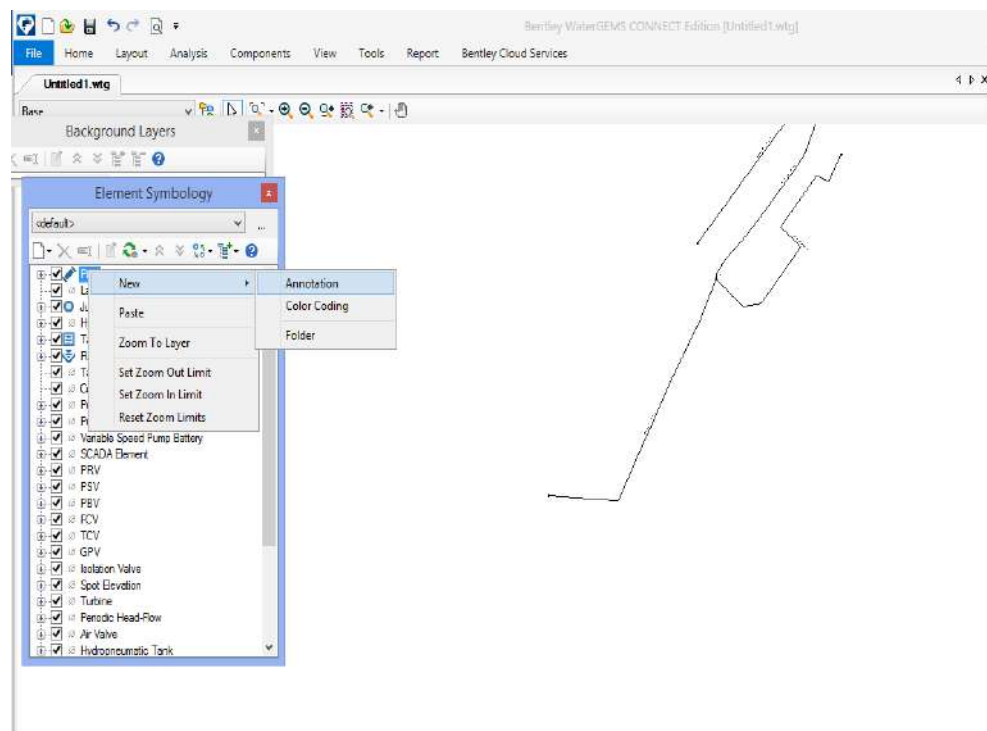 Bentley WaterGEMS CONNECT Edition [Untitled1.wtg]
File Home Layout Analysis Components View Tools Report Bentley Cloud Services
Untitled1.wtg
Base
Background Layers
Element Symbology
<default>
New
Annotation
Color Coding
Paste
Folder
Zoom To Layer
Set Zoom Out Limit
Set Zoom In Limit
Reset Zoom Limits
Variable Speed Pump Battery
SCADA Element
PRV
PSV
PBV
FCV
TCV
GPV
Isolation Valve
Spot Elevation
Turbine
Periodic Head-Flow
Air Valve
Hydropneumatic Tank